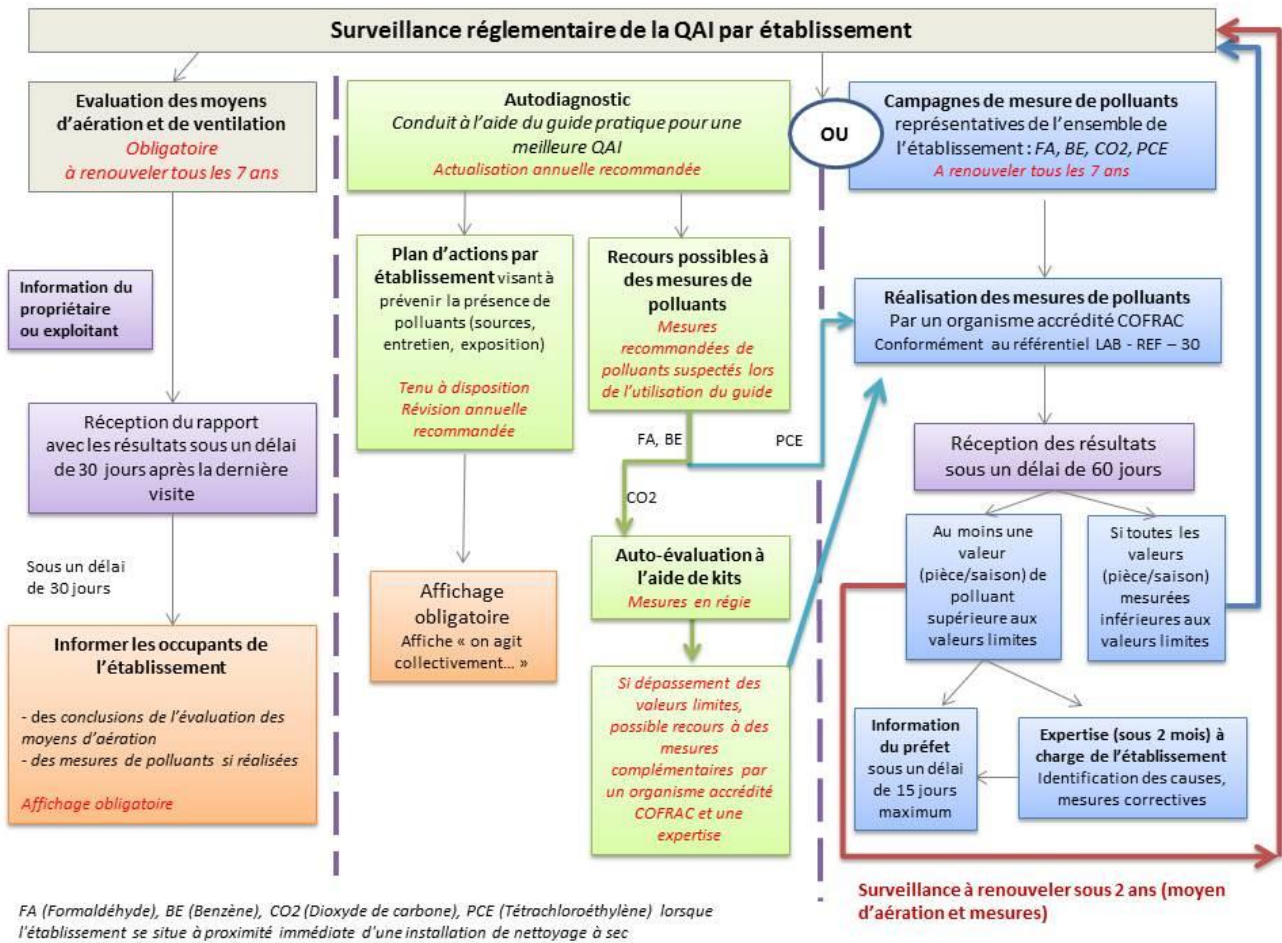 Surveillance réglementaire de la QAI par établissement
Evaluation des moyens
d'aération et de ventilation
Obligatoire
à renouveler tous les 7 ans
Information du
propriétaire
ou exploitant
Réception du rapport
avec les résultats sous un délai
de 30 jours après la dernière
visite
Sous un délai
de 30 jours
Informer les occupants de
l'établissement
- des conclusions de l'évaluation des
moyens d'aération
- des mesures de polluants si réalisées
Affichage obligatoire
Autodiagnostic
Conduit à l'aide du guide pratique pour une
meilleure QAI
Actualisation annuelle recommandée
Plan d'actions par
établissement visant à
prévenir la présence de
polluants (sources,
entretien, exposition)
Tenu à disposition
Révision annuelle
recommandée
Affichage
obligatoire
Affiche « on agit
collectivement... »
Recours possibles à
des mesures de
polluants
Mesures
recommandées de
polluants suspectés lors
de l'utilisation du guide
FA, BE
PCE
CO2
Auto-évaluation à
l'aide de kits
Mesures en régie
Si dépassement des
valeurs limites,
possible recours à des
mesures
complémentaires par
un organisme accrédité
COFRAC et une
expertise
OU
Campagnes de mesure de polluants
représentatives de l'ensemble de
l'établissement : FA, BE, CO2, PCE
A renouveler tous les 7 ans
Réalisation des mesures de polluants
Par un organisme accrédité COFRAC
Conformément au référentiel LAB - REF – 30
Réception des résultats
sous un délai de 60 jours
Au moins une
valeur
(pièce/saison) de
polluant
supérieure aux
valeurs limites
Si toutes les
valeurs
(pièce/saison)
mesurées
inférieures aux
valeurs limites
Information
du préfet
sous un délai
de 15 jours
maximum
Expertise (sous 2 mois) à
charge de l'établissement
Identification des causes,
mesures correctives
Surveillance à renouveler sous 2 ans (moyen
d'aération et mesures)
FA (Formaldéhyde), BE (Benzène), CO2 (Dioxyde de carbone), PCE (Tétrachloroéthylène) lorsque
l'établissement se situe à proximité immédiate d'une installation de nettoyage à sec